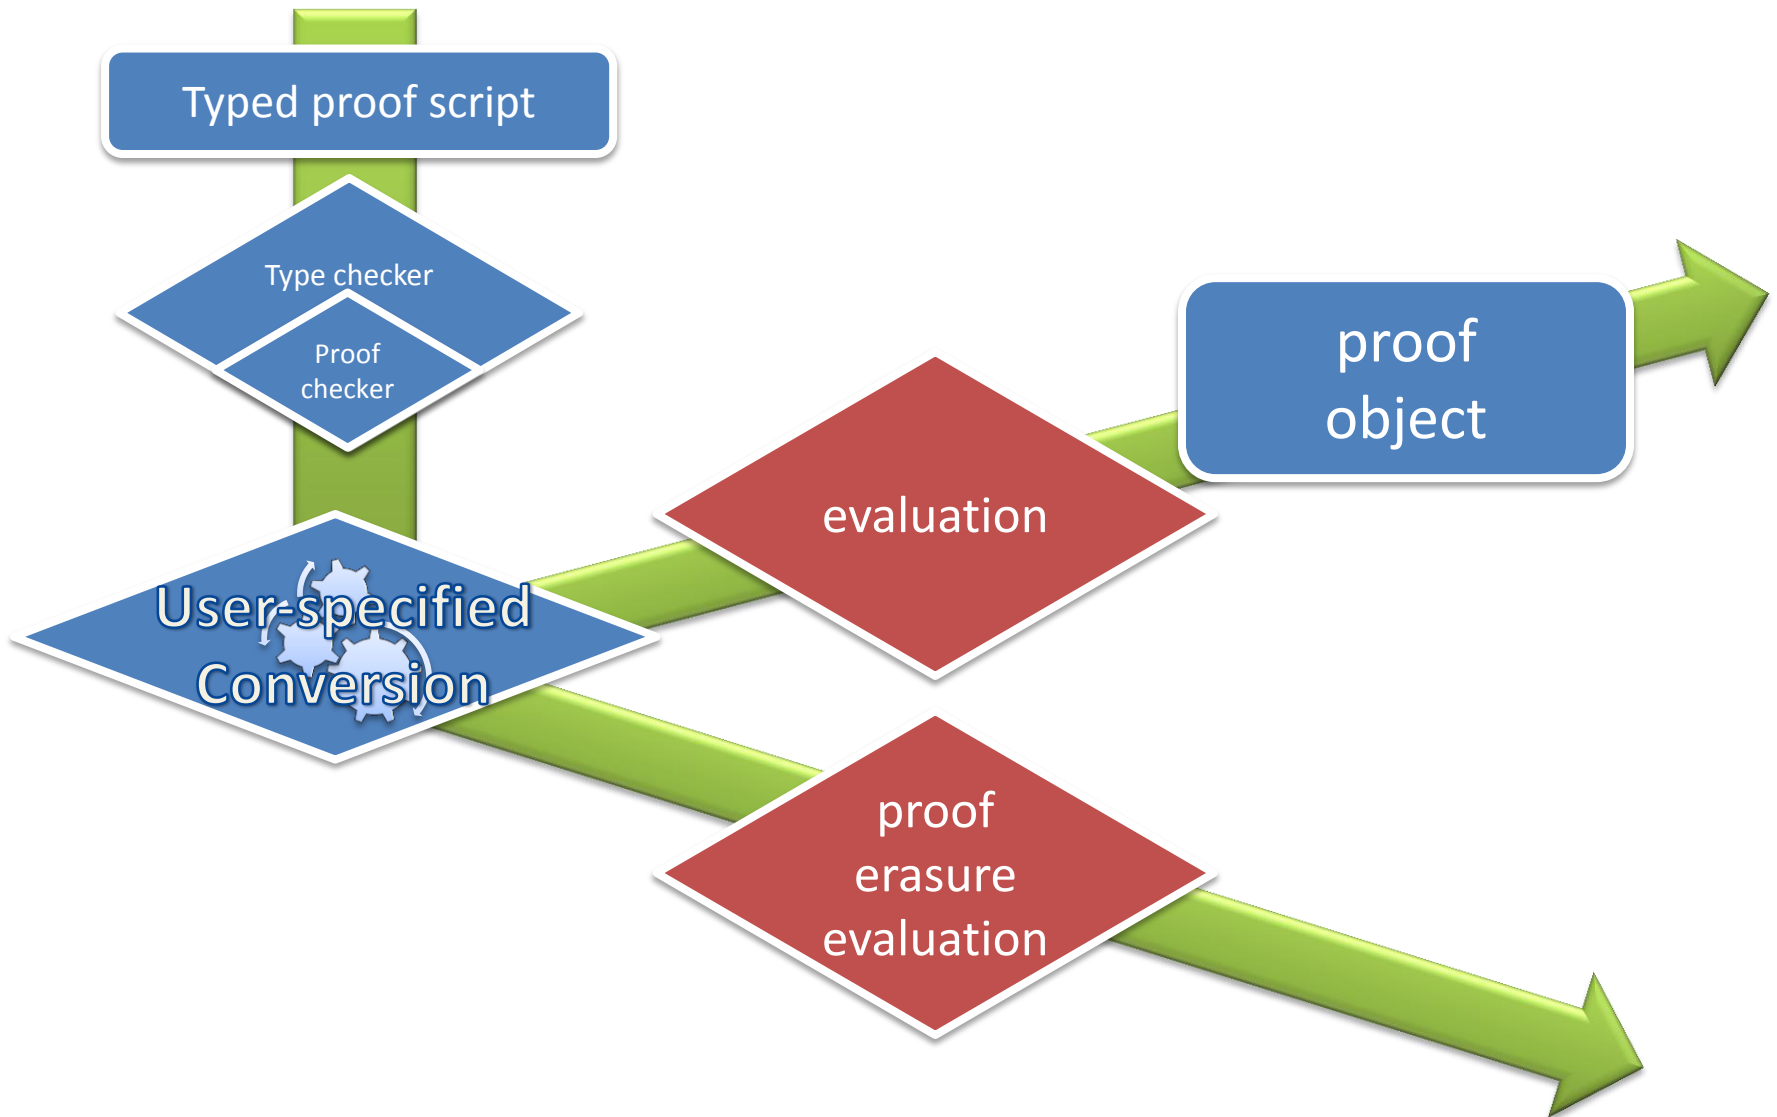 Typed proof script
Type checker
Proof
checker
User-specified
Conversion
evaluation
proof
object
proof
erasure
evaluation